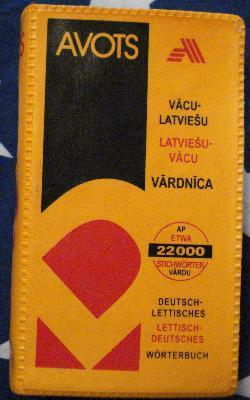 AVOTS
VĀCU-
LATVIEŠU
LATVIEŠU-
VĀCU
VĀRDNĪCA
AP
ETWA
22000
STICHWÖRTER
VĀRDU
DEUTSCH-
LETTISCHES
LETTISCH-
DEUTSCHES
WÖRTERBUCH